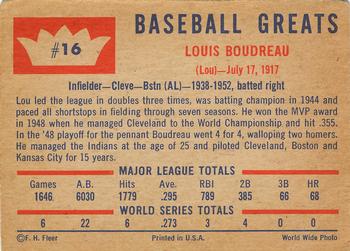 #16
BASEBALL GREATS
LOUIS BOUDREAU
(Lou)—July 17, 1917
Infielder—Cleve—Bstn (AL)—1938-1952, batted right
Lou led the league in doubles three times, was batting champion in 1944 and
paced all shortstops in fielding through seven seasons. He won the MVP award
in 1948 when he managed Cleveland to the World Championship and hit .355.
In the '48 playoff for the pennant Boudreau went 4 for 4, walloping two homers.
He managed the Indians at the age of 25 and piloted Cleveland, Boston and
Kansas City for 15 years.
MAJOR LEAGUE TOTALS
Games A.B. Hits Ave. RBI 2B 3B HR
1646 6030 1779 .295 789 385 66 68
WORLD SERIES TOTALS
6 22 6 .273 3 4 0 0
©F. H. Fleer Printed in U.S.A. World Wide Photo